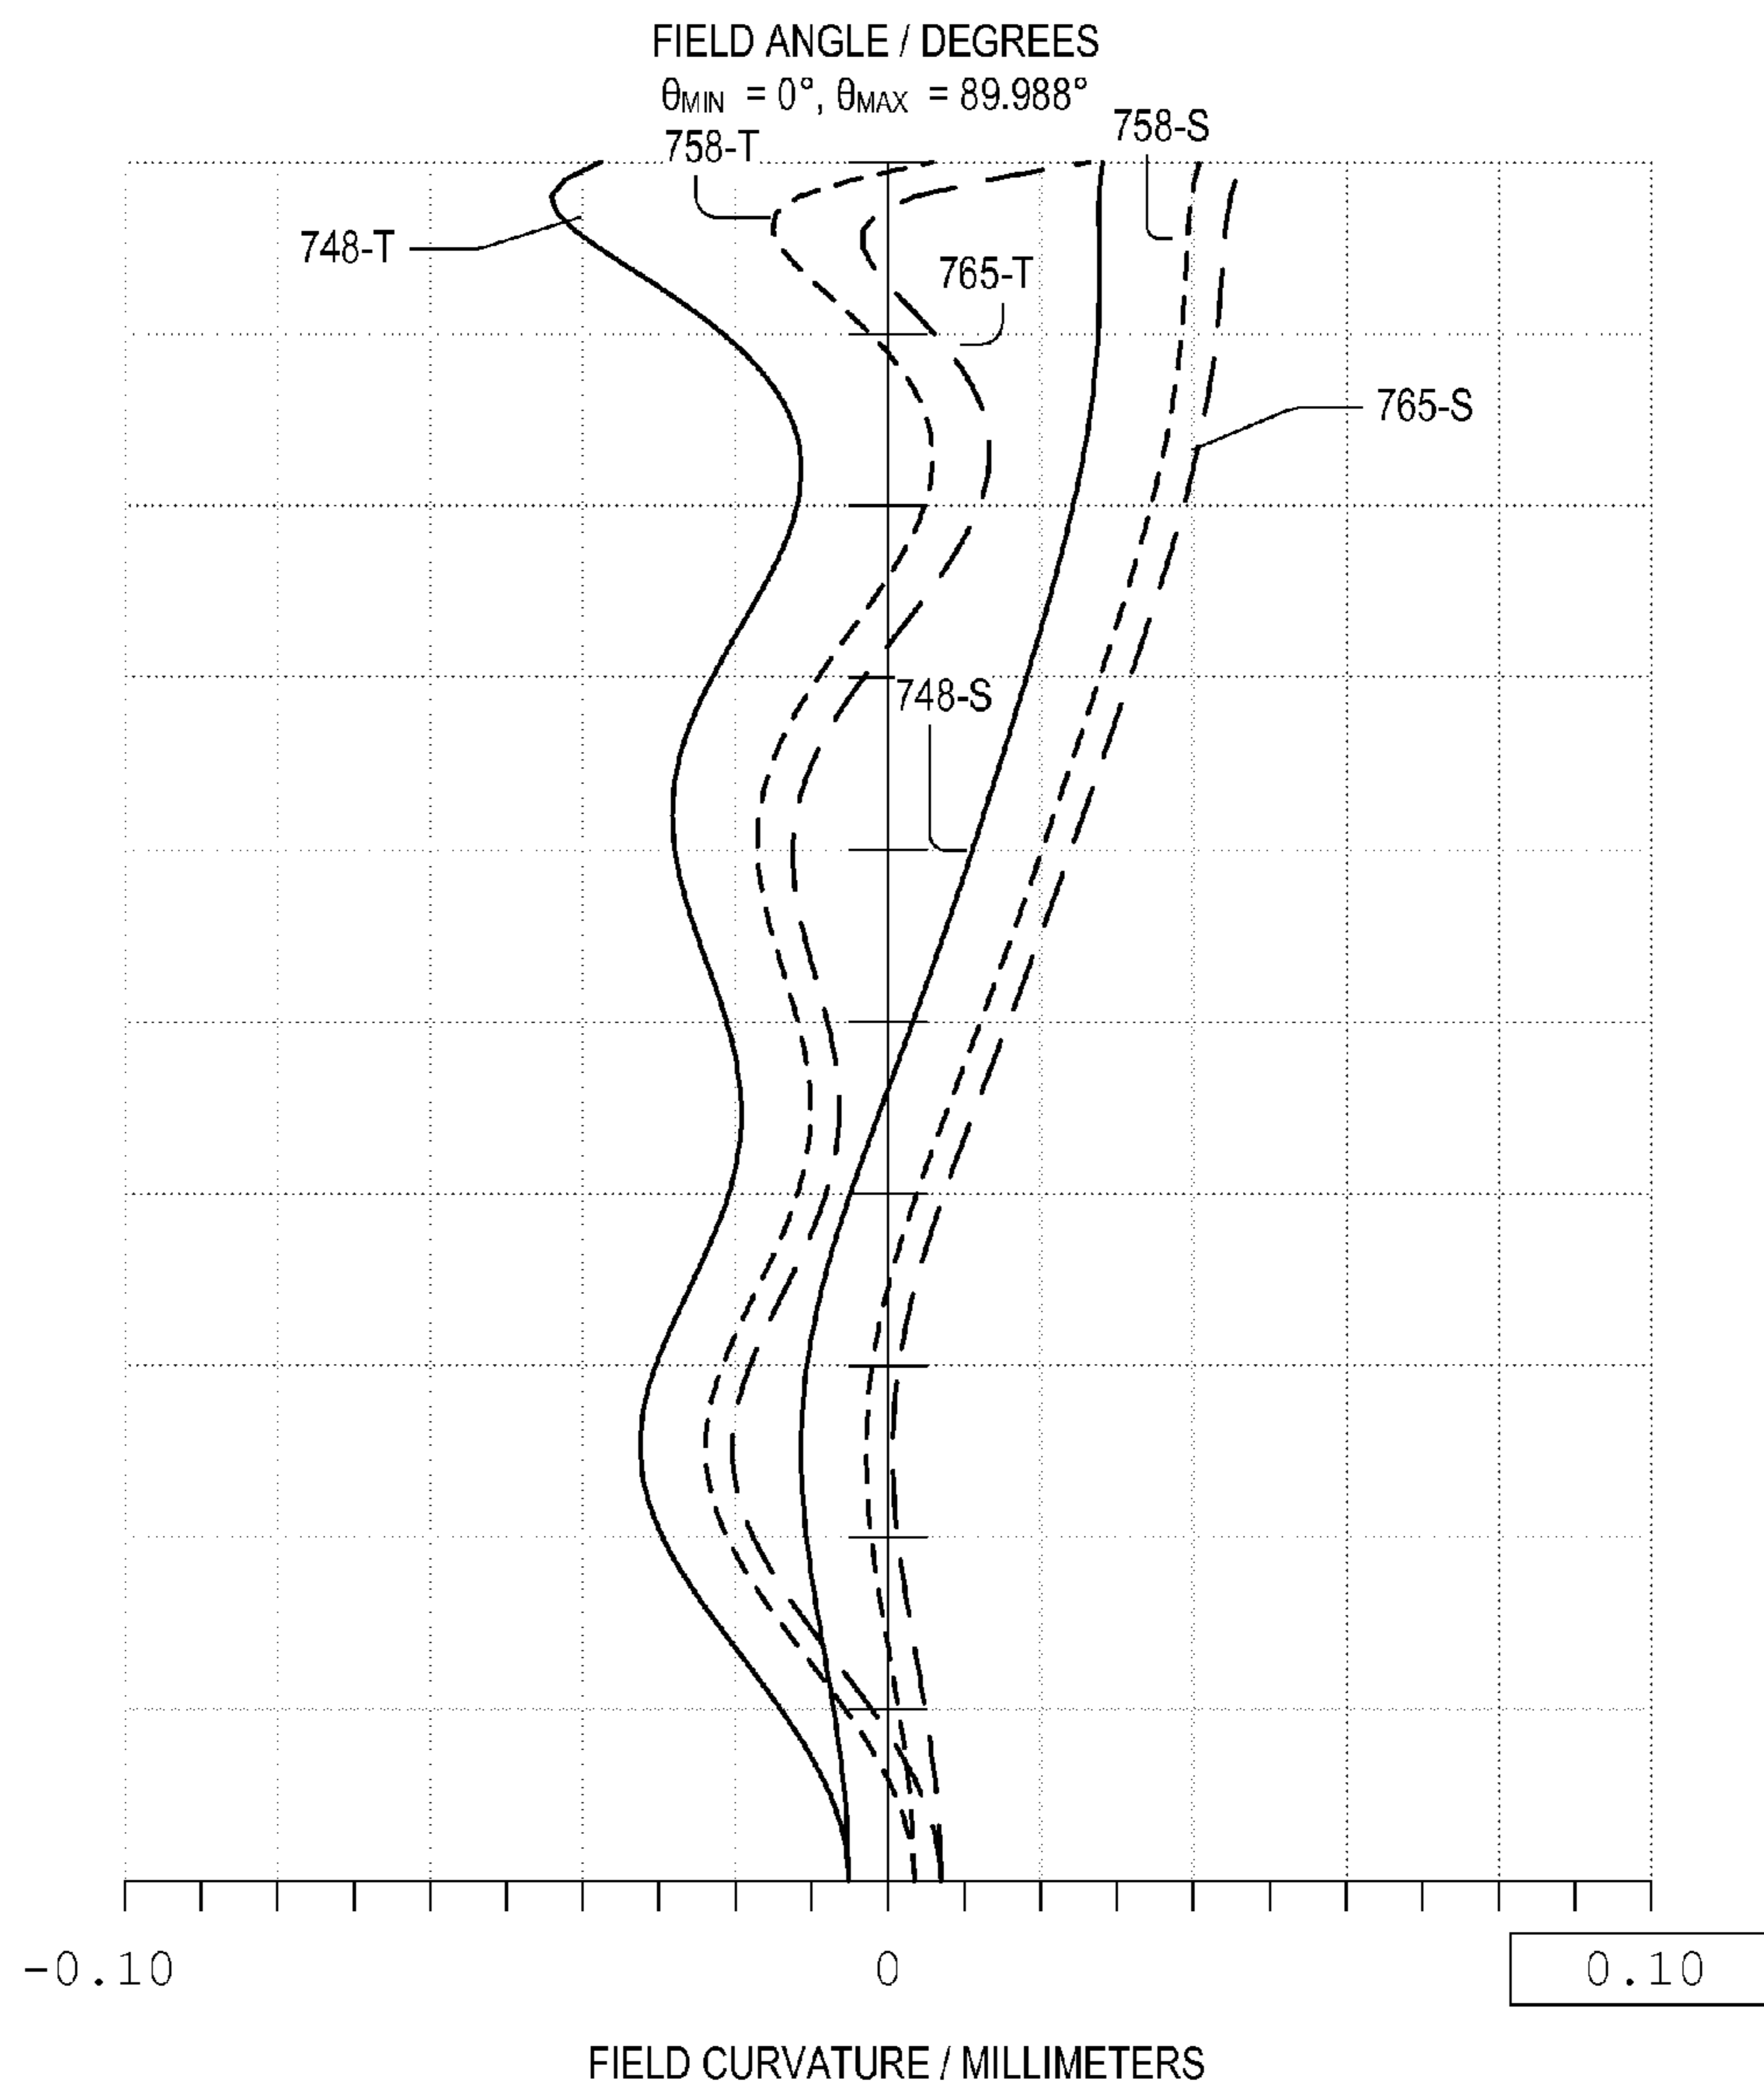 FIELD ANGLE / DEGREES
θMIN = 0°, θMAX = 89.988°
758-S
758-T
748-T
765-T
765-S
748-S
-0.10 0 0.10
FIELD CURVATURE / MILLIMETERS